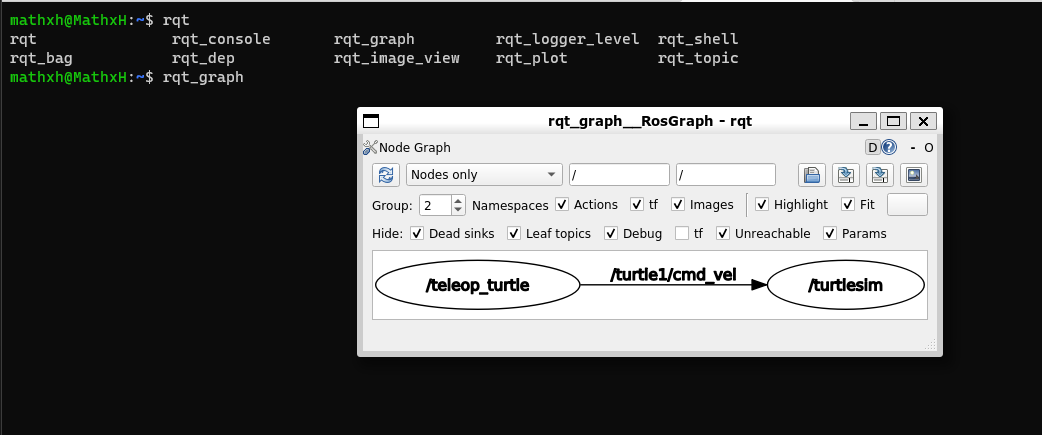 mathxh@MathxH:~$ rqt
rqt rqt_console rqt_graph rqt_logger_level rqt_shell
rqt_bag rqt_dep rqt_image_view rqt_plot rqt_topic
mathxh@MathxH:~$ rqt_graph
rqt_graph__RosGraph - rqt
Node Graph D ? - O
Nodes only / /
Group: 2 Namespaces Actions tf Images Highlight Fit
Hide: Dead sinks Leaf topics Debug tf Unreachable Params
/teleop_turtle /turtle1/cmd_vel /turtlesim